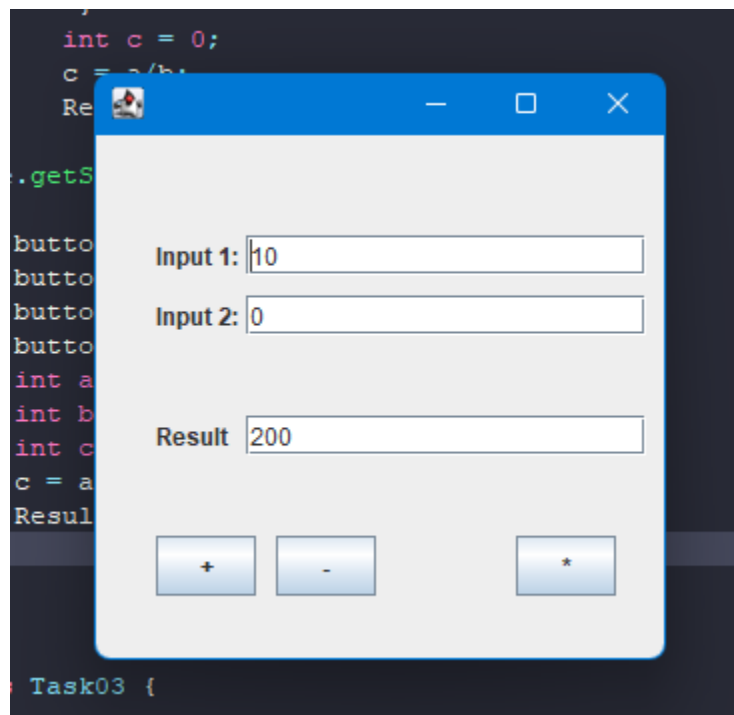 int c = 0;
c = a/b;
Re
.getS
butto
butto
butto
butto
int a
int b
int c
c = a
Resul
Input 1: 10
Input 2: 0
Result 200
+ - *
Task03 {